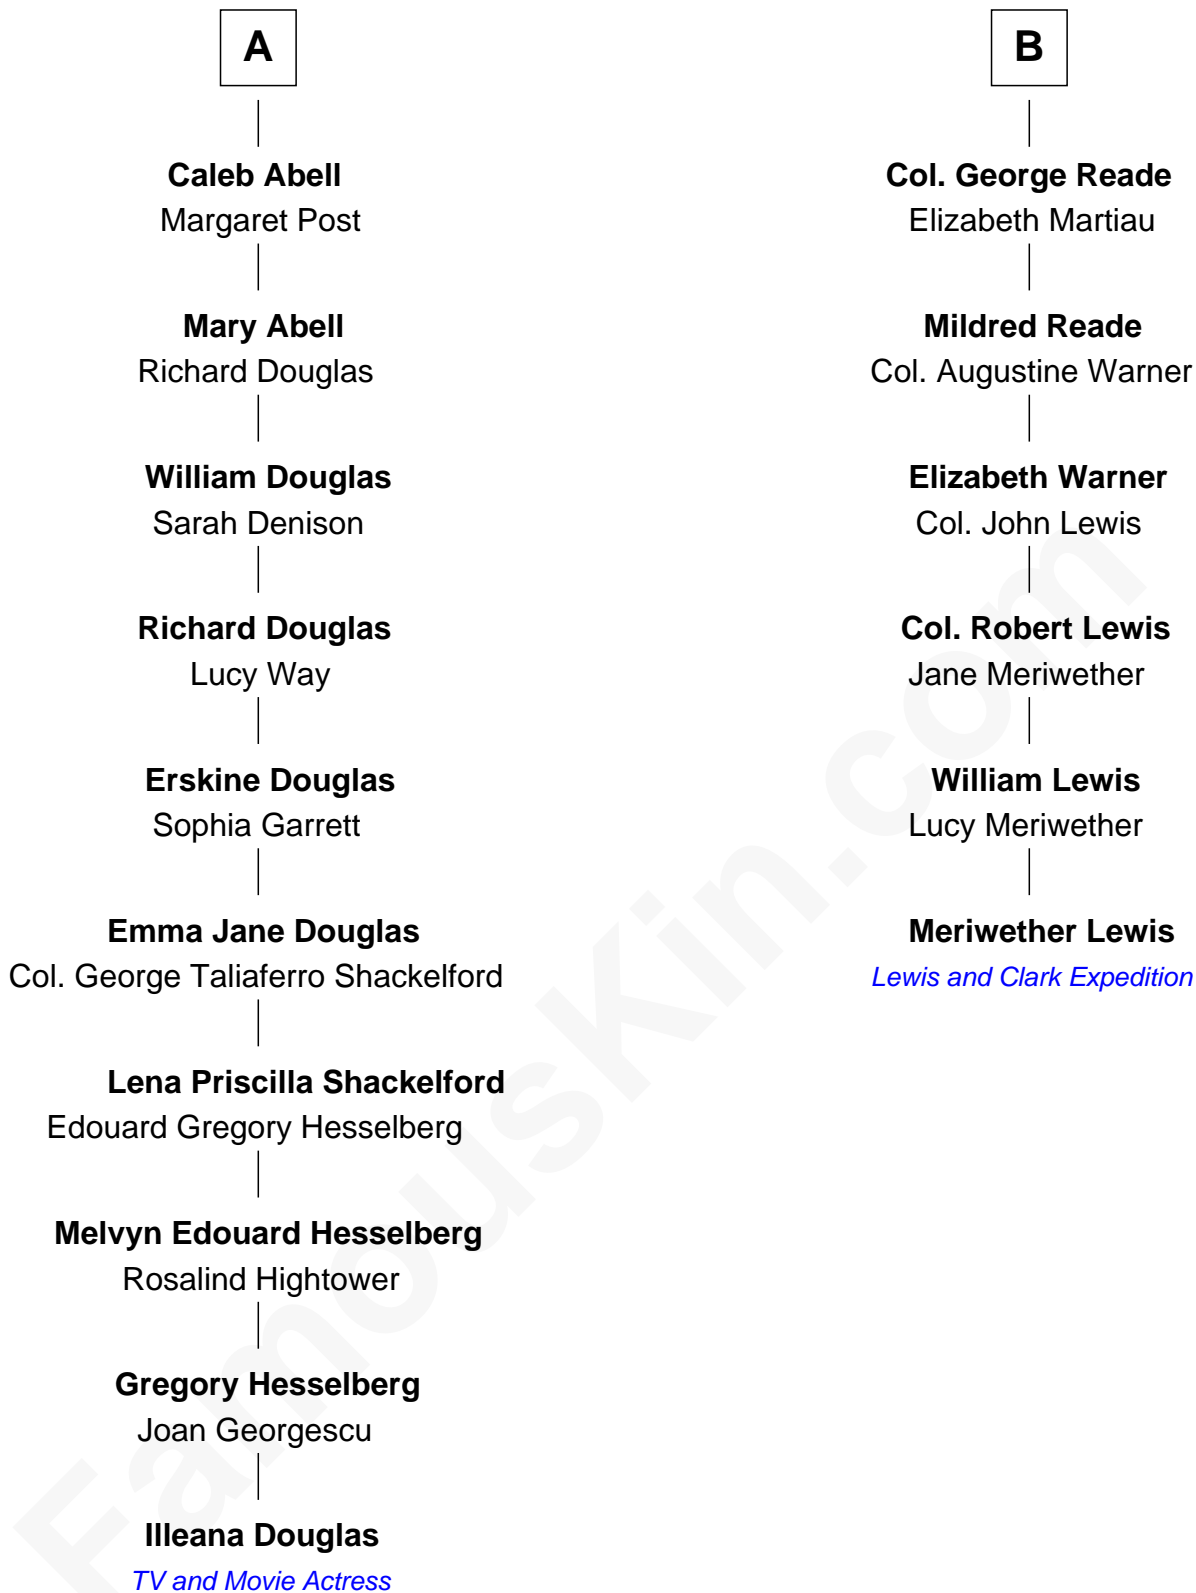 A
Caleb Abell
Margaret Post
Mary Abell
Richard Douglas
William Douglas
Sarah Denison
Richard Douglas
Lucy Way
Erskine Douglas
Sophia Garrett
Emma Jane Douglas
Col. George Taliaferro Shackelford
Lena Priscilla Shackelford
Edouard Gregory Hesselberg
Melvyn Edouard Hesselberg
Rosalind Hightower
Gregory Hesselberg
Joan Georgescu
Illeana Douglas
TV and Movie Actress
B
Col. George Reade
Elizabeth Martiau
Mildred Reade
Col. Augustine Warner
Elizabeth Warner
Col. John Lewis
Col. Robert Lewis
Jane Meriwether
William Lewis
Lucy Meriwether
Meriwether Lewis
Lewis and Clark Expedition
FamousKin.com